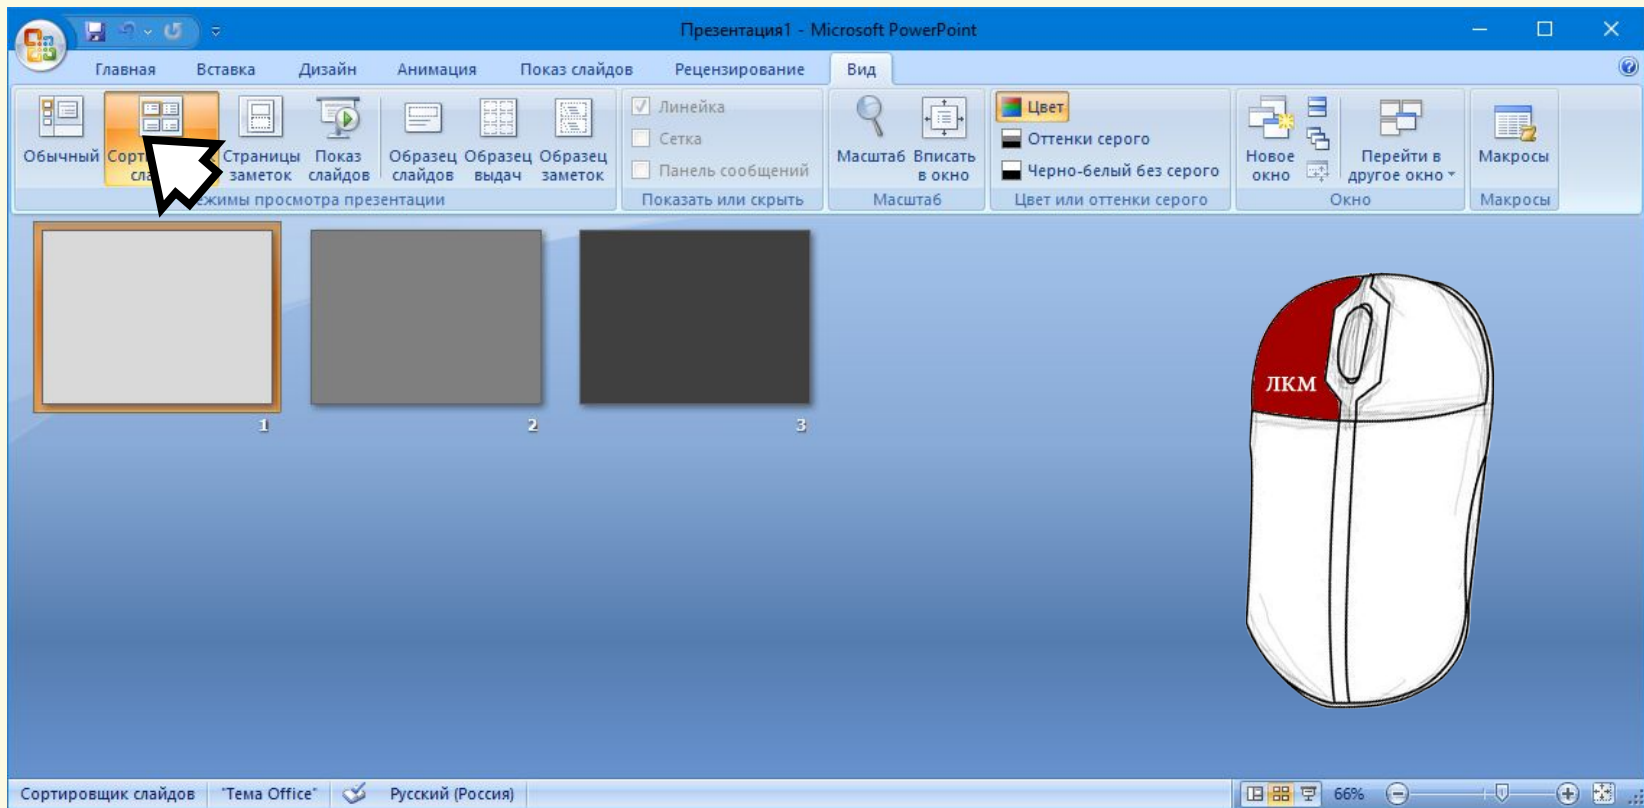 Презентация1 - Microsoft PowerPoint
Главная Вставка Дизайн Анимация Показ слайдов Рецензирование Вид
Обычный
Страницы заметок
Показ слайдов
Образец слайдов
Образец выдач
Образец заметок
просмотра презентации
Линейка
Сетка
Панель сообщений
Показать или скрыть
Масштаб
Вписать в окно
Масштаб
Цвет
Оттенки серого
Черно-белый без серого
Цвет или оттенки серого
Новое окно
Перейти в другое окно
Окно
Макросы
Макросы
1 2 3
ЛКМ
Сортировщик слайдов "Тема Office" Русский (Россия) 66%